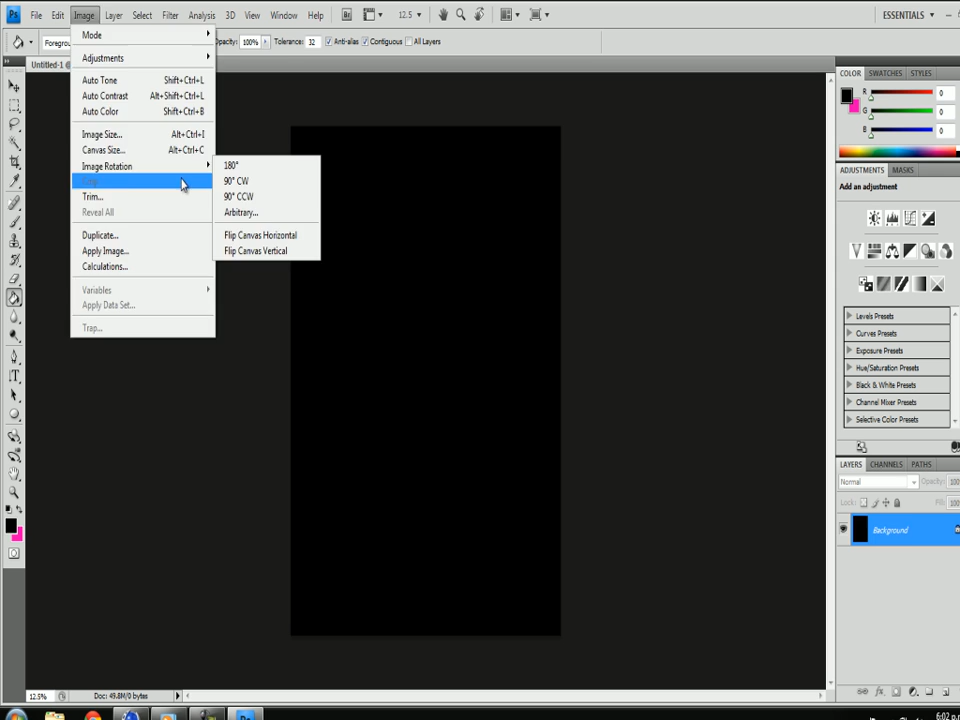 Ps File Edit Image Layer Select Filter Analysis 3D View Window Help Br 12.5 ESSENTIALS
Opacity: 100% Tolerance: 32 Anti-alias Contiguous All Layers
Untitled-1
Mode
Adjustments
Auto Tone Shift+Ctrl+L
Auto Contrast Alt+Shift+Ctrl+L
Auto Color Shift+Ctrl+B
Image Size... Alt+Ctrl+I
Canvas Size... Alt+Ctrl+C
Image Rotation
Trim...
Reveal All
Duplicate...
Apply Image...
Calculations...
Variables
Apply Data Set...
Trap...
180°
90° CW
90° CCW
Arbitrary...
Flip Canvas Horizontal
Flip Canvas Vertical
COLOR SWATCHES STYLES
R 0
G 0
B 0
ADJUSTMENTS MASKS
Add an adjustment
Levels Presets
Curves Presets
Exposure Presets
Hue/Saturation Presets
Black & White Presets
Channel Mixer Presets
Selective Color Presets
LAYERS CHANNELS PATHS
Normal Opacity:
Lock: Fill:
Background
12.5% Doc: 49.8M/0 bytes
Ps
6:02 p.m.